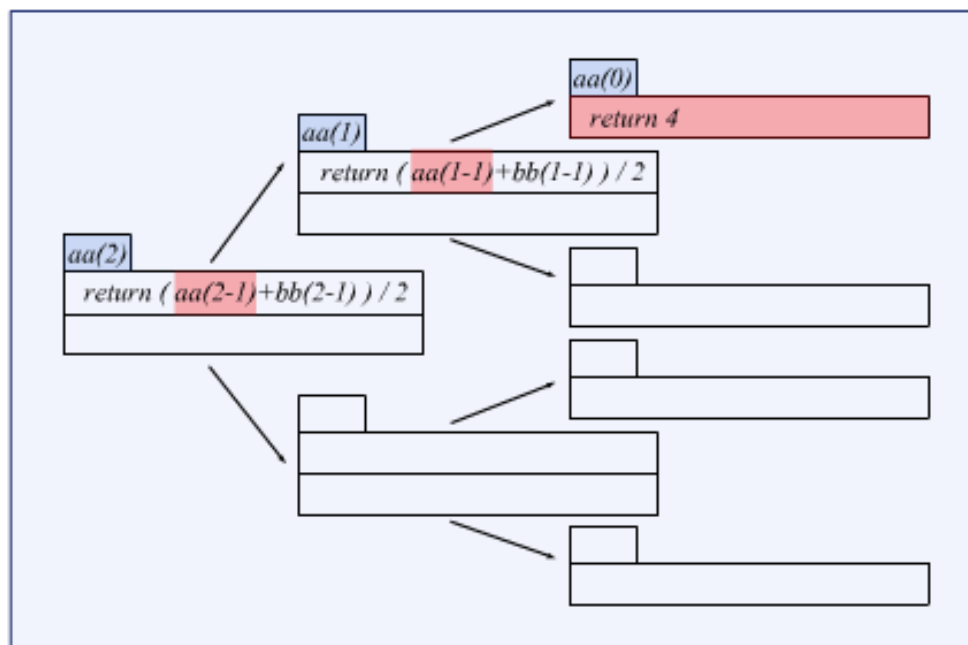 aa(0)
return 4
aa(1)
return ( aa(1-1)+bb(1-1) ) / 2
aa(2)
return ( aa(2-1)+bb(2-1) ) / 2